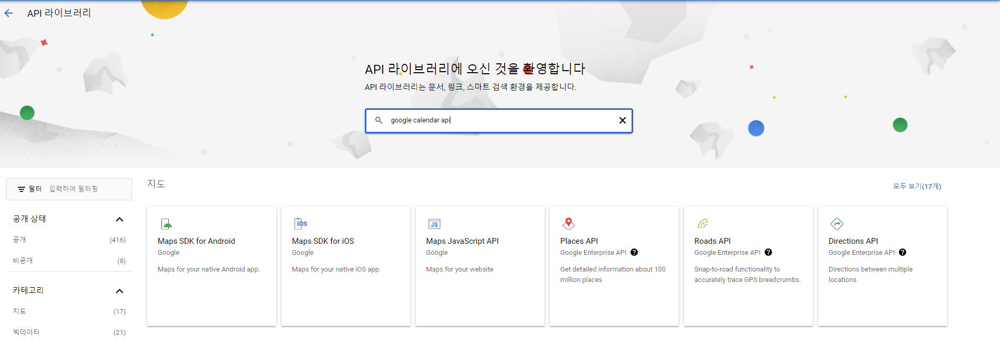 API 라이브러리
API 라이브러리에 오신 것을 환영합니다
API 라이브러리는 문서, 링크, 스마트 검색 환경을 제공합니다.
google calendar api
필터 입력하여 필터링
공개 상태
공개 (416)
비공개 (8)
카테고리
지도 (17)
빅데이터 (21)
지도
모두 보기(17개)
iOS
JS
Maps SDK for Android
Google
Maps for your native Android app.
Maps SDK for iOS
Google
Maps for your native iOS app.
Maps JavaScript API
Google
Maps for your website
Places API
Google Enterprise API ?
Get detailed information about 100
million places
Roads API
Google Enterprise API ?
Snap-to-road functionality to
accurately trace GPS breadcrumbs.
Directions API
Google Enterprise API ?
Directions between multiple
locations.